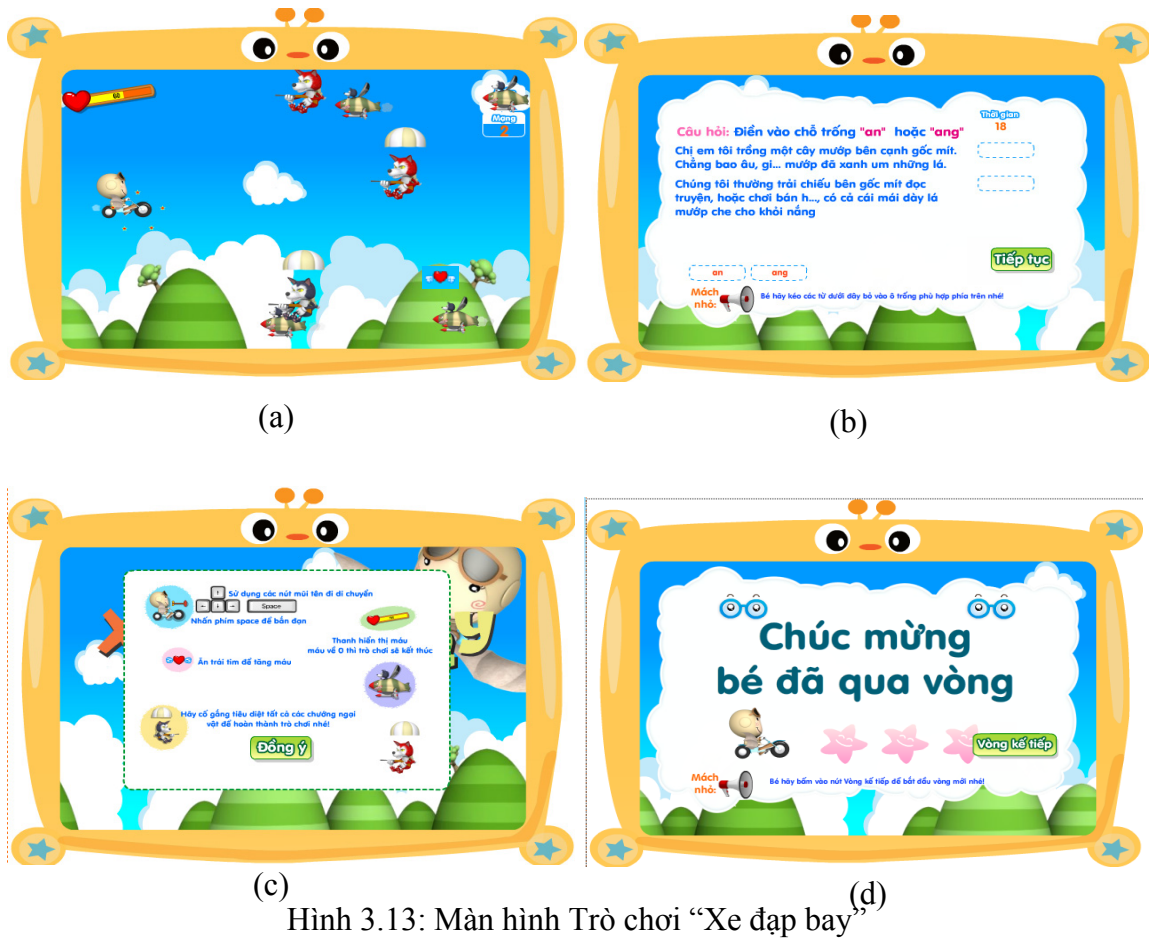 60
Mạng
2
(a)
Thời gian
18
Câu hỏi: Điền vào chỗ trống "an" hoặc "ang"
Chị em tôi trồng một cây mướp bên cạnh gốc mít.
Chẳng bao âu, gi... mướp đã xanh um những lá.
Chúng tôi thường trải chiếu bên gốc mít đọc
truyện, hoặc chơi bán h..., có cả cái mái dày lá
mướp che cho khỏi nắng
Tiếp tục
an ang
Mách
nhỏ:
Bé hãy kéo các từ dưới đây bỏ vào ô trống phù hợp phía trên nhé!
(b)
Sử dụng các nút mũi tên đi di chuyển
Space
Nhấn phím space để bắn đạn
Thanh hiển thị máu
máu về 0 thì trò chơi sẽ kết thúc
Ăn trái tim để tăng máu
Hãy cố gắng tiêu diệt tất cả các chướng ngại
vật để hoàn thành trò chơi nhé!
Đồng ý
(c)
Chúc mừng
bé đã qua vòng
Vòng kế tiếp
Mách
nhỏ:
Bé hãy bấm vào nút Vòng kế tiếp để bắt đầu vòng mới nhé!
(d)
Hình 3.13: Màn hình Trò chơi “Xe đạp bay”